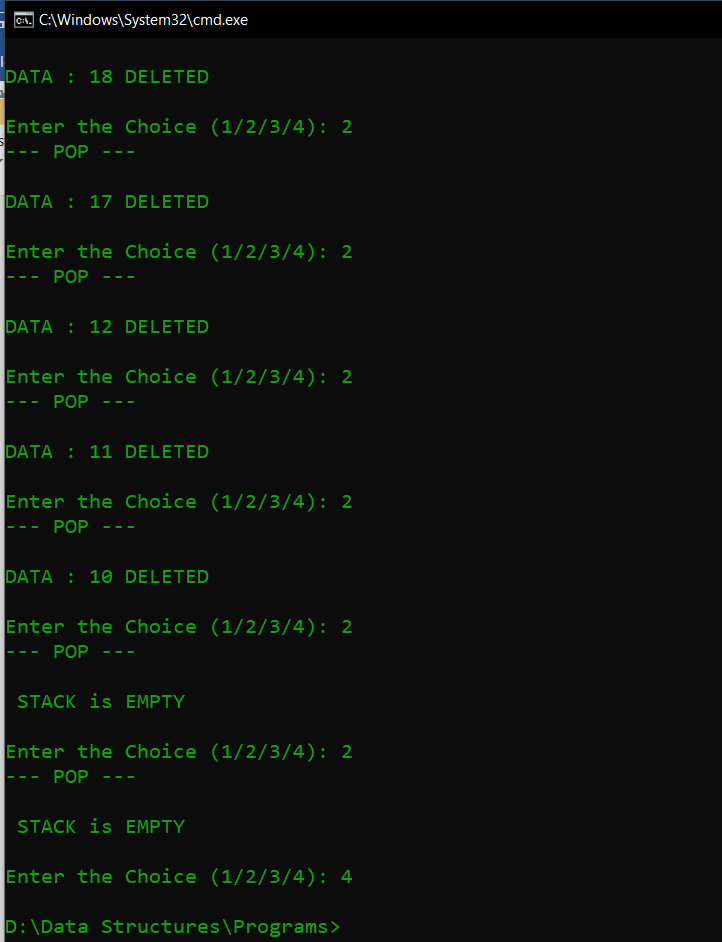 C:\Windows\System32\cmd.exe
DATA : 18 DELETED
Enter the Choice (1/2/3/4): 2
--- POP ---
DATA : 17 DELETED
Enter the Choice (1/2/3/4): 2
--- POP ---
DATA : 12 DELETED
Enter the Choice (1/2/3/4): 2
--- POP ---
DATA : 11 DELETED
Enter the Choice (1/2/3/4): 2
--- POP ---
DATA : 10 DELETED
Enter the Choice (1/2/3/4): 2
--- POP ---
STACK is EMPTY
Enter the Choice (1/2/3/4): 2
--- POP ---
STACK is EMPTY
Enter the Choice (1/2/3/4): 4
D:\Data Structures\Programs>